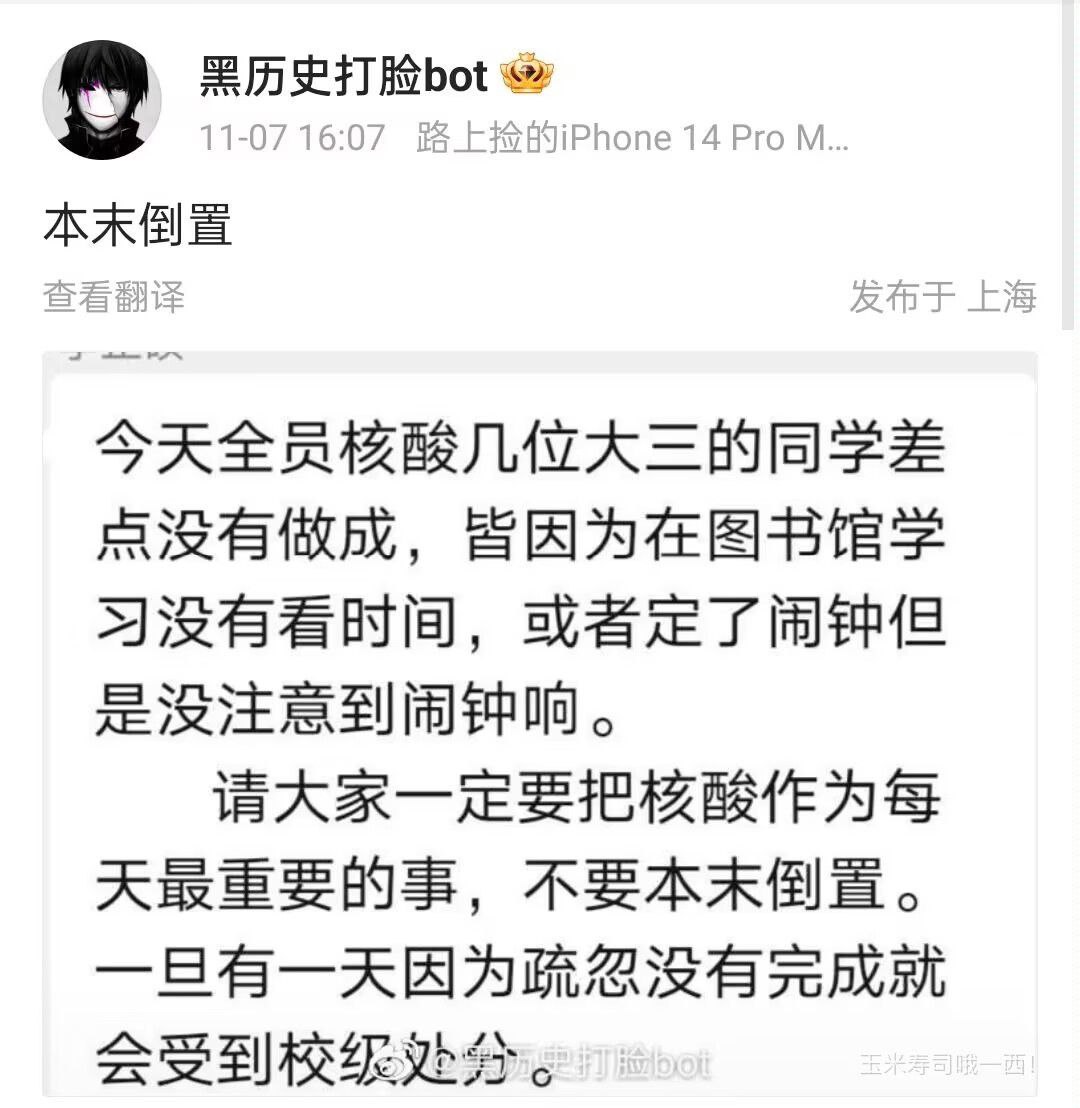 黑历史打脸bot
11-07 16:07 路上捡的iPhone 14 Pro M...
本末倒置
查看翻译 发布于 上海
今天全员核酸几位大三的同学差
点没有做成，皆因为在图书馆学
习没有看时间，或者定了闹钟但
是没注意到闹钟响。
请大家一定要把核酸作为每
天最重要的事，不要本末倒置。
一旦有一天因为疏忽没有完成就
会受到校级处分。
@黑历史打脸bot
玉米寿司哦一西！